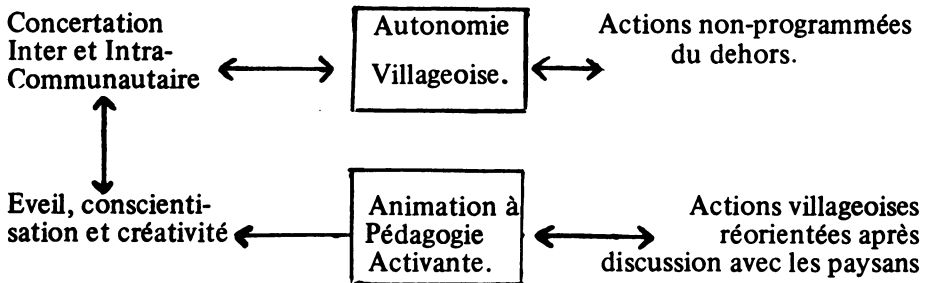 Concertation
Inter et Intra-
Communautaire
Autonomie
Villageoise.
Actions non-programmées
du dehors.
Eveil, conscienti-
sation et créativité
Animation à
Pédagogie
Activante.
Actions villageoises
réorientées après
discussion avec les paysans